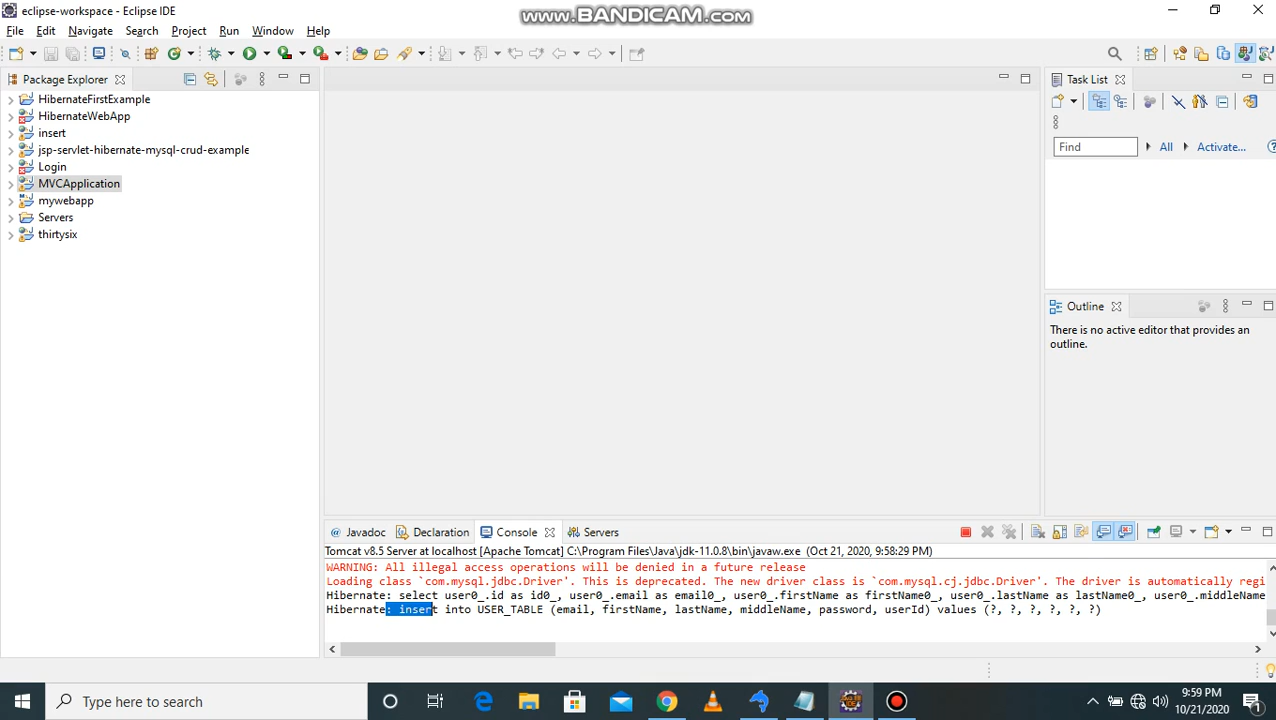 eclipse-workspace - Eclipse IDE
www.BANDICAM.com
File Edit Navigate Search Project Run Window Help
Package Explorer
HibernateFirstExample
HibernateWebApp
insert
jsp-servlet-hibernate-mysql-crud-example
Login
MVCApplication
mywebapp
Servers
thirtysix
Task List
Find All Activate...
Outline
There is no active editor that provides an
outline.
@ Javadoc Declaration Console Servers
Tomcat v8.5 Server at localhost [Apache Tomcat] C:\Program Files\Java\jdk-11.0.8\bin\javaw.exe (Oct 21, 2020, 9:58:29 PM)
WARNING: All illegal access operations will be denied in a future release
Loading class `com.mysql.jdbc.Driver'. This is deprecated. The new driver class is `com.mysql.cj.jdbc.Driver'. The driver is automatically regi
Hibernate: select user0_.id as id0_, user0_.email as email0_, user0_.firstName as firstName0_, user0_.lastName as lastName0_, user0_.middleName
Hibernate: insert into USER_TABLE (email, firstName, lastName, middleName, password, userId) values (?, ?, ?, ?, ?, ?)
Type here to search
9:59 PM
10/21/2020
1